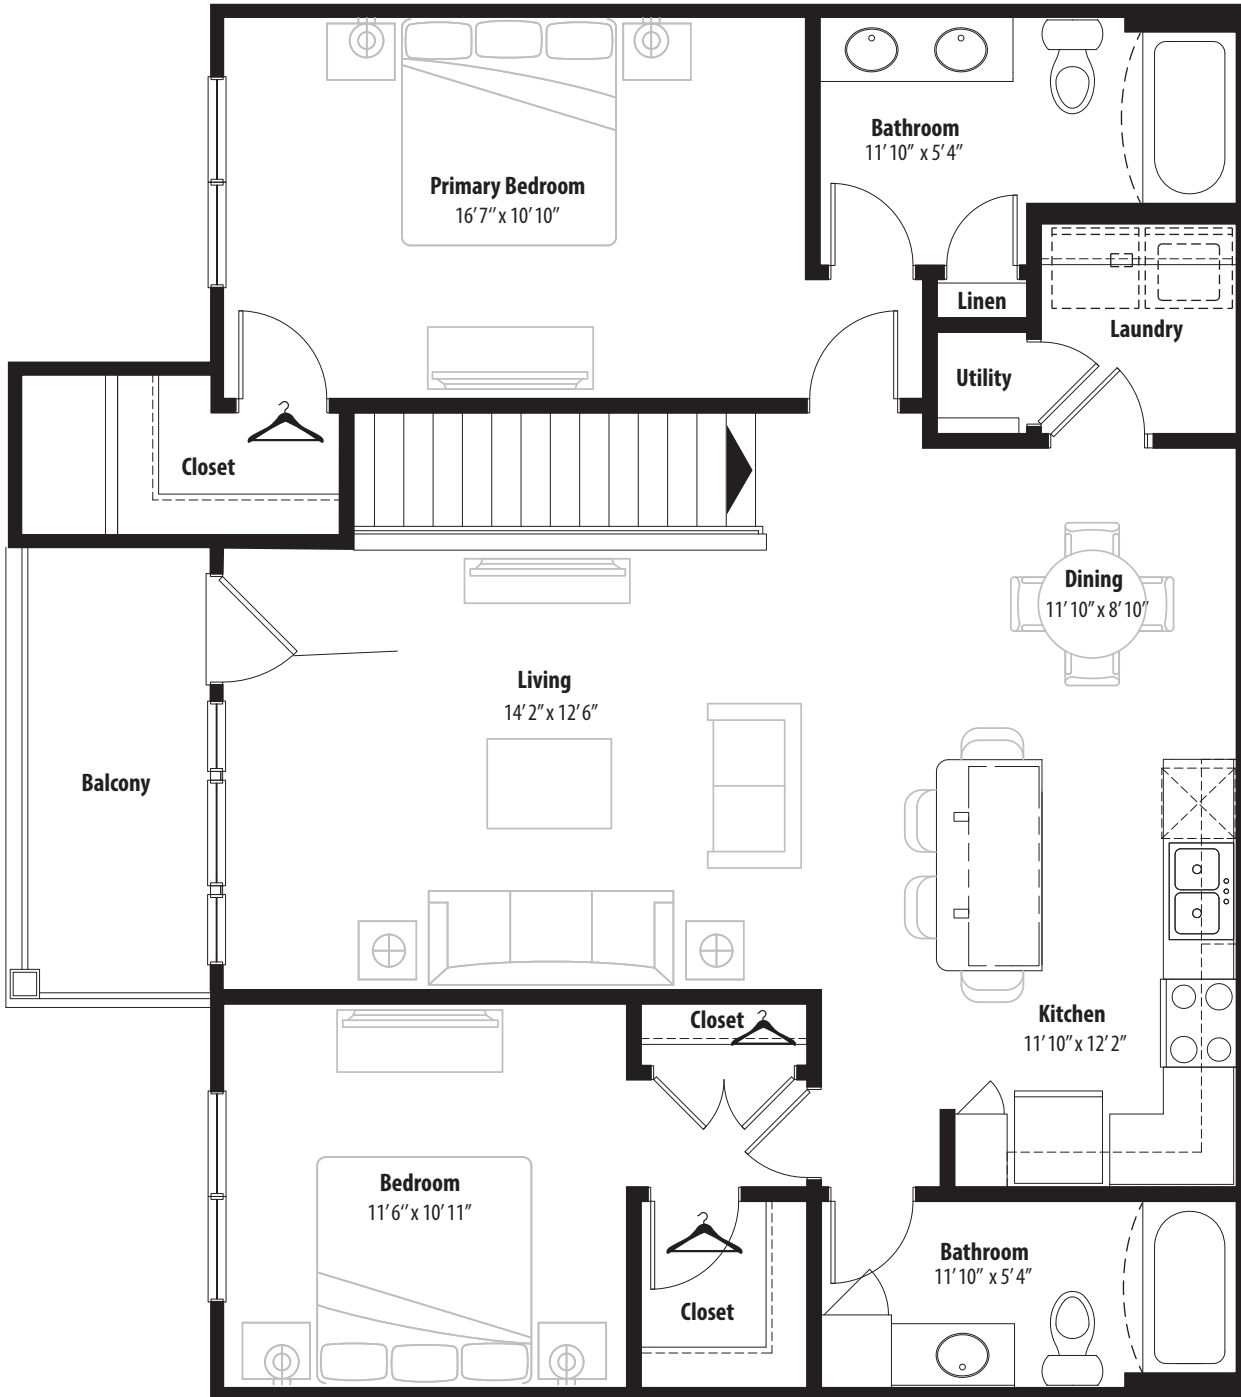 Bathroom
11’10” x 5’4”
Primary Bedroom
16’7” x 10’10”
Linen
Laundry
Utility
Closet
Dining
11’10” x 8’10”
Living
14’2” x 12’6”
Balcony
Kitchen
11’10” x 12’2”
Closet
Bedroom
11’6” x 10’11”
Bathroom
11’10” x 5’4”
Closet